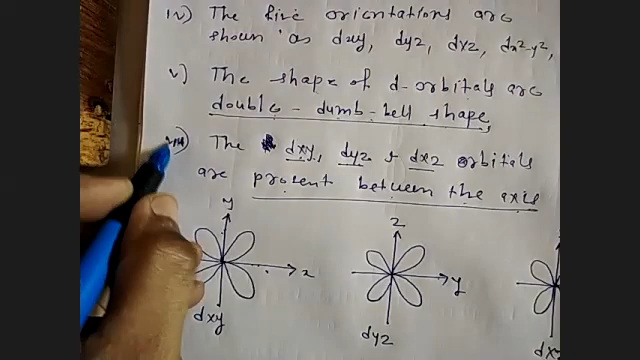 iv) The five orientations are
shown as dxy, dyz, dxz, dx²-y²,
v) The shape of d-orbitals are
double - dumb-bell shape,
The dxy, dyz & dxz orbitals
are present between the axis
y
x
dxy
z
y
dyz